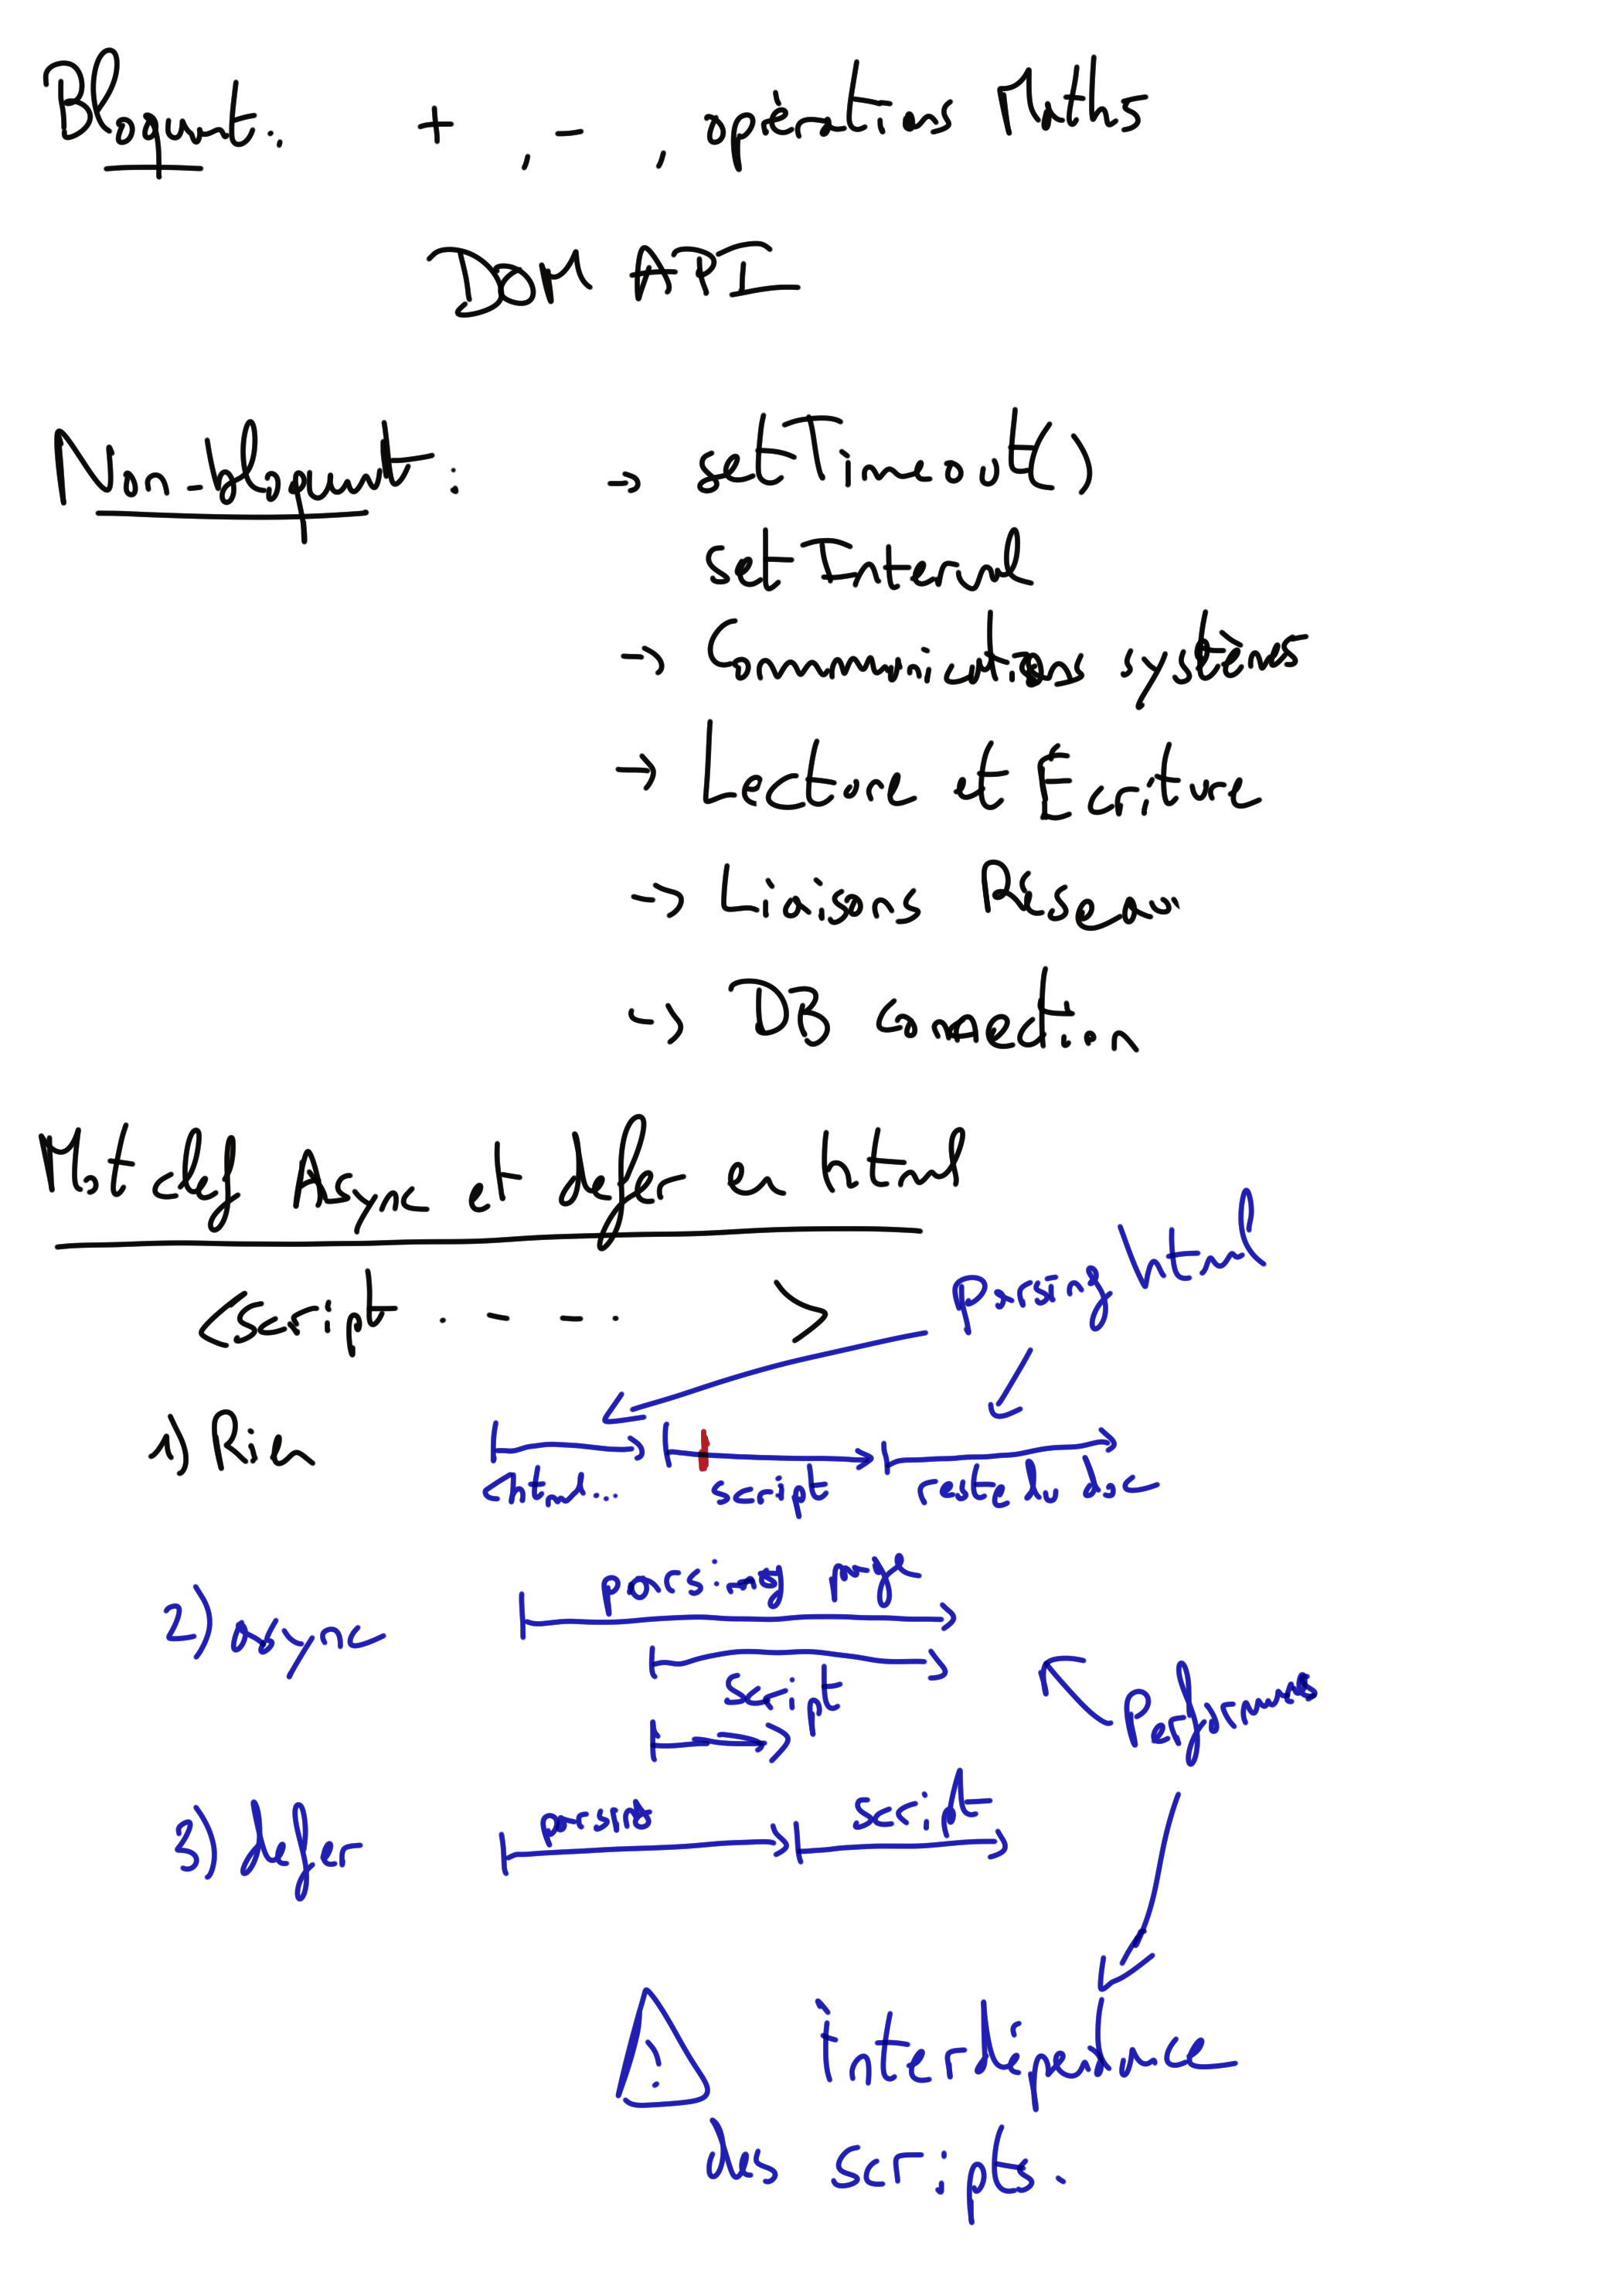 Bloquant : + , - , opérations Maths
DOM API
Non-bloquant : → setTimeout()
setInterval
→ Communications systèmes
→ Lecture et Ecriture
→ Liaisons Réseaux
→ DB connection
Mot clef Async et defer en html
<script . - - . >
Parsing html
1) Rien
<html... script reste du doc
parsing page
2) async
script
Performances
3) defer
parsing script
! interdépendance
des scripts.